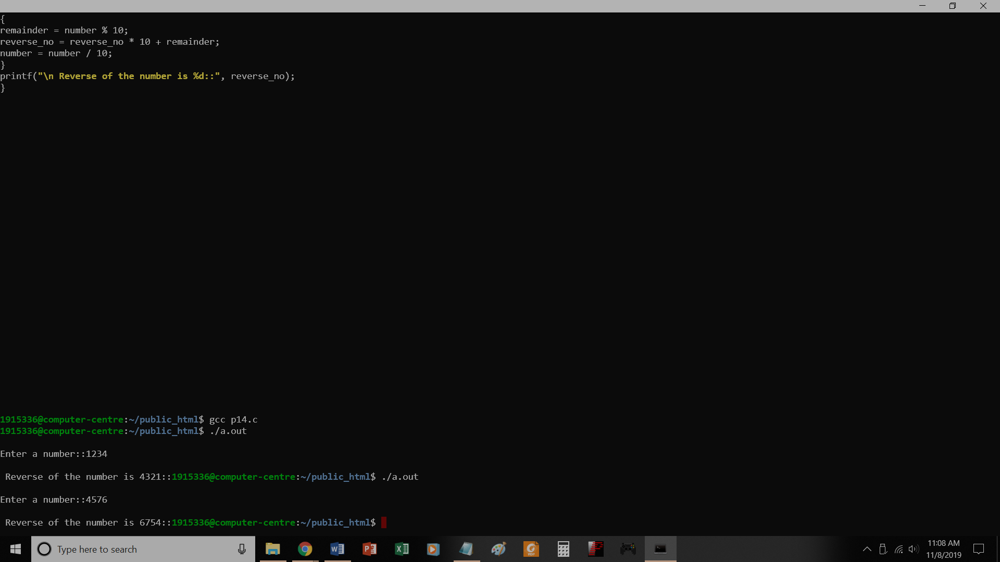 {
remainder = number % 10;
reverse_no = reverse_no * 10 + remainder;
number = number / 10;
}
printf("\n Reverse of the number is %d::", reverse_no);
}
1915336@computer-centre:~/public_html$ gcc p14.c
1915336@computer-centre:~/public_html$ ./a.out
Enter a number::1234
Reverse of the number is 4321::1915336@computer-centre:~/public_html$ ./a.out
Enter a number::4576
Reverse of the number is 6754::1915336@computer-centre:~/public_html$
Type here to search
11:08 AM
11/8/2019